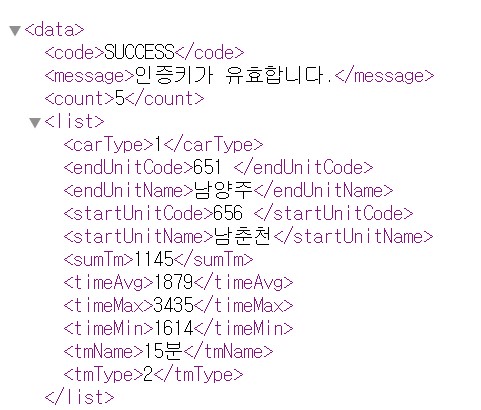 <data>
<code>SUCCESS</code>
<message>인증키가 유효합니다.</message>
<count>5</count>
<list>
<carType>1</carType>
<endUnitCode>651 </endUnitCode>
<endUnitName>남양주</endUnitName>
<startUnitCode>656 </startUnitCode>
<startUnitName>남춘천</startUnitName>
<sumTm>1145</sumTm>
<timeAvg>1879</timeAvg>
<timeMax>3435</timeMax>
<timeMin>1614</timeMin>
<tmName>15분</tmName>
<tmType>2</tmType>
</list>